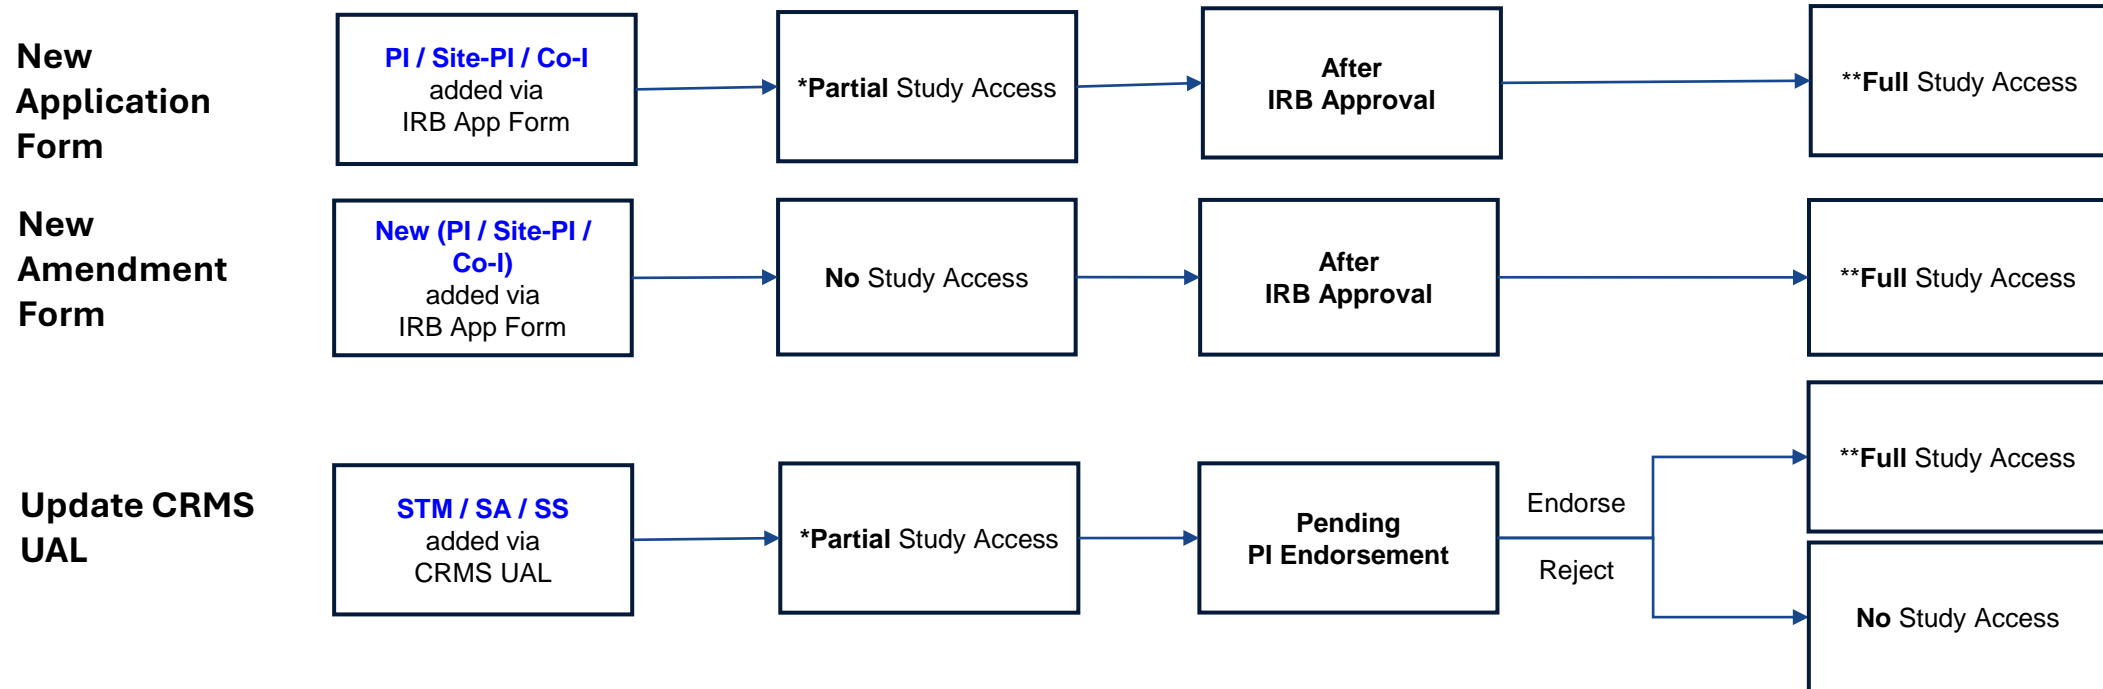 New
Application
Form
PI / Site-PI / Co-I
added via
IRB App Form
*Partial Study Access
After
IRB Approval
**Full Study Access
New
Amendment
Form
New (PI / Site-PI /
Co-I)
added via
IRB App Form
No Study Access
After
IRB Approval
**Full Study Access
Update CRMS
UAL
STM / SA / SS
added via
CRMS UAL
*Partial Study Access
Pending
PI Endorsement
Endorse
Reject
**Full Study Access
No Study Access